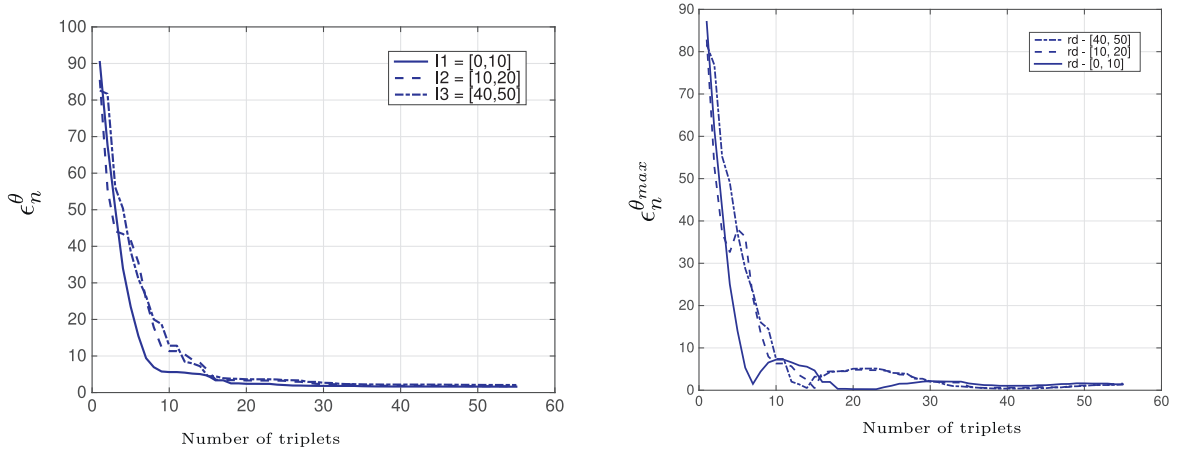 100
90
80
70
60
50
40
30
20
10
0
0 10 20 30 40 50 60
ϵ_n^θ
Number of triplets
I1 = [0,10]
I2 = [10,20]
I3 = [40,50]
90
80
70
60
50
40
30
20
10
0
0 10 20 30 40 50 60
ϵ_n^{θ_{max}}
Number of triplets
rd - [40, 50]
rd - [10, 20]
rd - [0, 10]